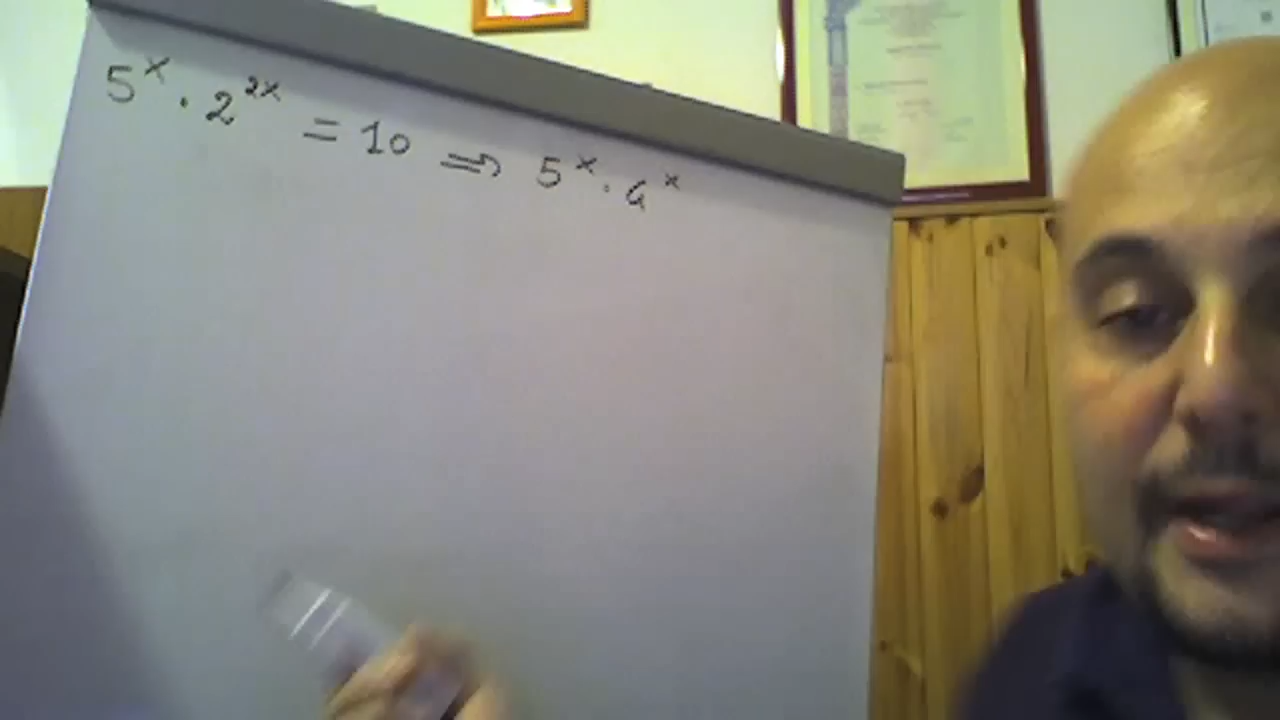 5^x · 2^2x = 10 ⇒ 5^x · 4^x